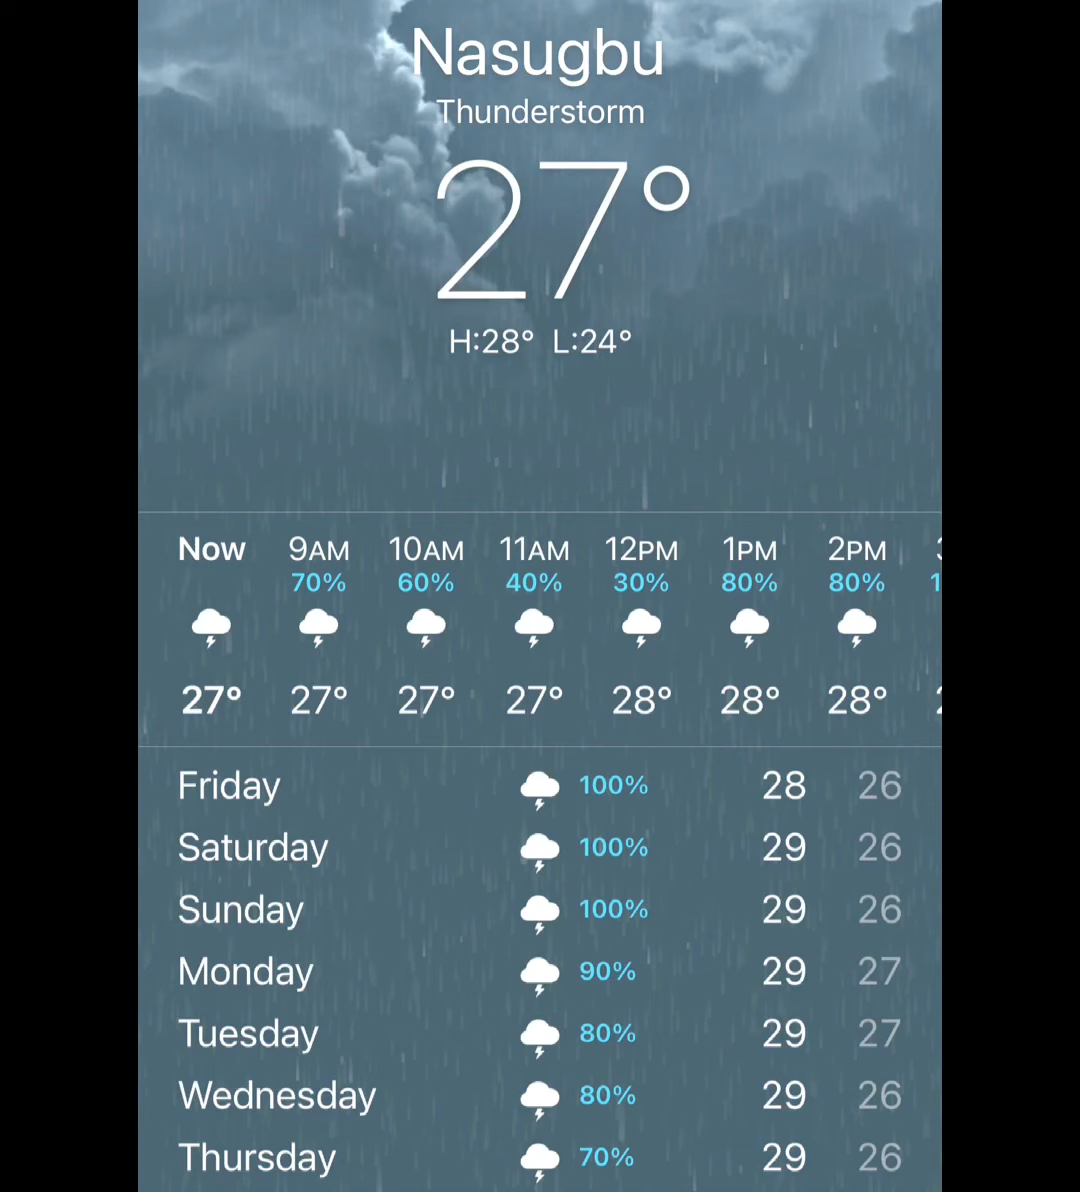 Nasugbu
Thunderstorm
27°
H:28° L:24°
Now 9AM 10AM 11AM 12PM 1PM 2PM
70% 60% 40% 30% 80% 80%
27° 27° 27° 27° 28° 28° 28°
Friday 100% 28 26
Saturday 100% 29 26
Sunday 100% 29 26
Monday 90% 29 27
Tuesday 80% 29 27
Wednesday 80% 29 26
Thursday 70% 29 26